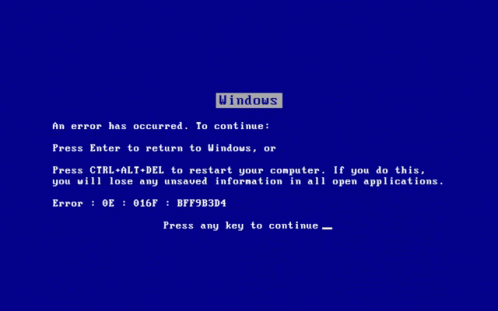 Windows
An error has occurred. To continue:
Press Enter to return to Windows, or
Press CTRL+ALT+DEL to restart your computer. If you do this,
you will lose any unsaved information in all open applications.
Error : 0E : 016F : BFF9B3D4
Press any key to continue _